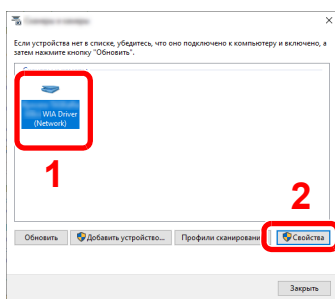 Если устройства нет в списке, убедитесь, что оно подключено к компьютеру и включено, а
затем нажмите кнопку "Обновить".
WIA Driver
(Network)
1
2
Обновить
Добавить устройство...
Профили сканирован
Свойства
Закрыть